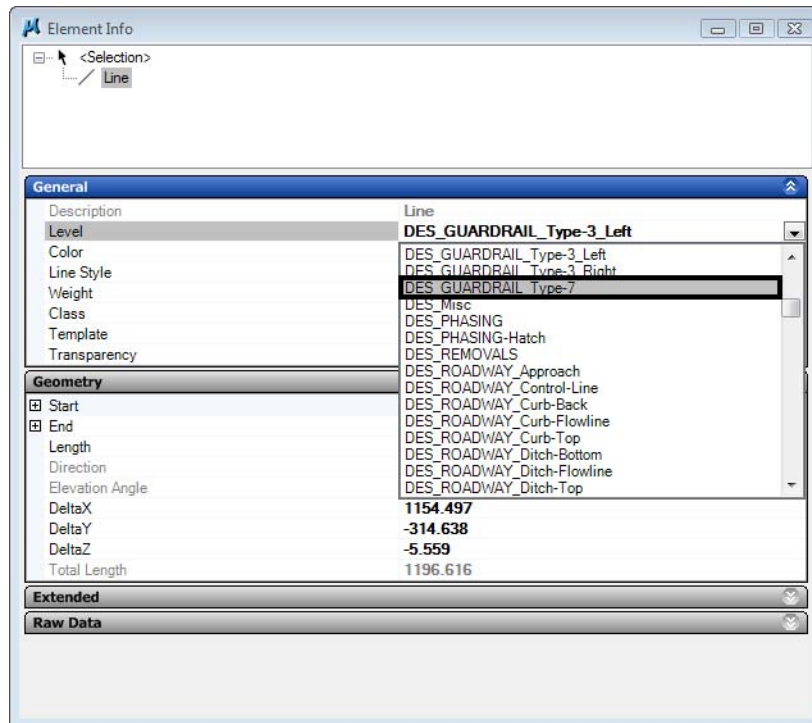 Element Info
<Selection>
Line
General
Description Line
Level DES_GUARDRAIL_Type-3_Left
Color
Line Style
Weight
Class
Template
Transparency
DES_GUARDRAIL_Type-3_Left
DES_GUARDRAIL_Type-3_Right
DES_GUARDRAIL_Type-7
DES_Misc
DES_PHASING
DES_PHASING-Hatch
DES_REMOVALS
DES_ROADWAY_Approach
DES_ROADWAY_Control-Line
DES_ROADWAY_Curb-Back
DES_ROADWAY_Curb-Flowline
DES_ROADWAY_Curb-Top
DES_ROADWAY_Ditch-Bottom
DES_ROADWAY_Ditch-Flowline
DES_ROADWAY_Ditch-Top
Geometry
Start
End
Length
Direction
Elevation Angle
DeltaX 1154.497
DeltaY -314.638
DeltaZ -5.559
Total Length 1196.616
Extended
Raw Data